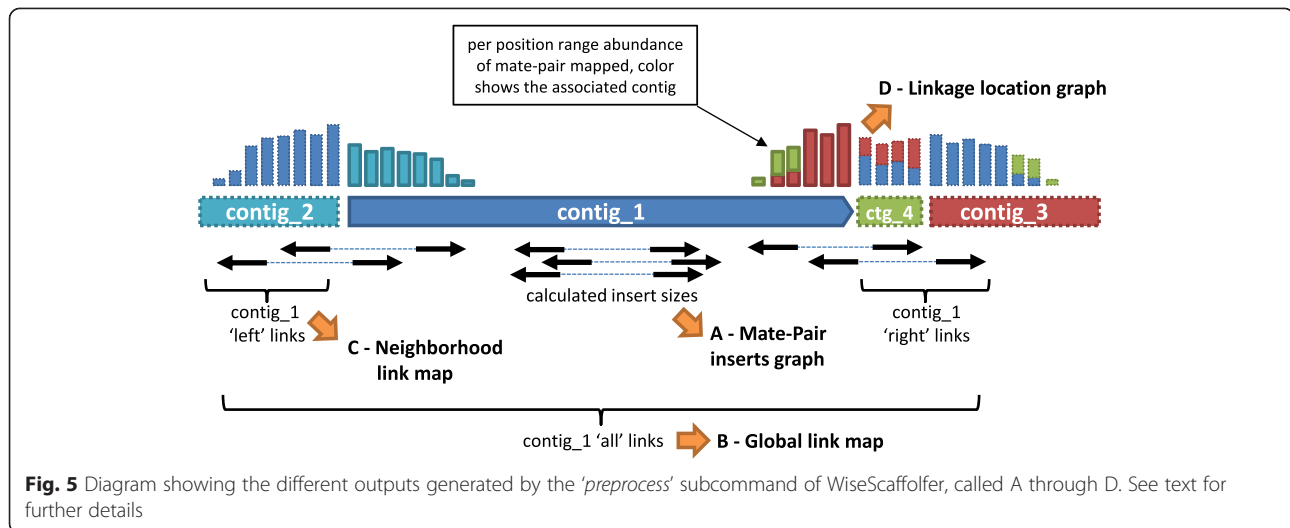 per position range abundance
of mate-pair mapped, color
shows the associated contig
D - Linkage location graph
contig_2
contig_1
ctg_4
contig_3
calculated insert sizes
contig_1
'left' links
C - Neighborhood
link map
A - Mate-Pair
inserts graph
contig_1
'right' links
contig_1 'all' links
B - Global link map
Fig. 5 Diagram showing the different outputs generated by the 'preprocess' subcommand of WiseScaffolfer, called A through D. See text for
further details